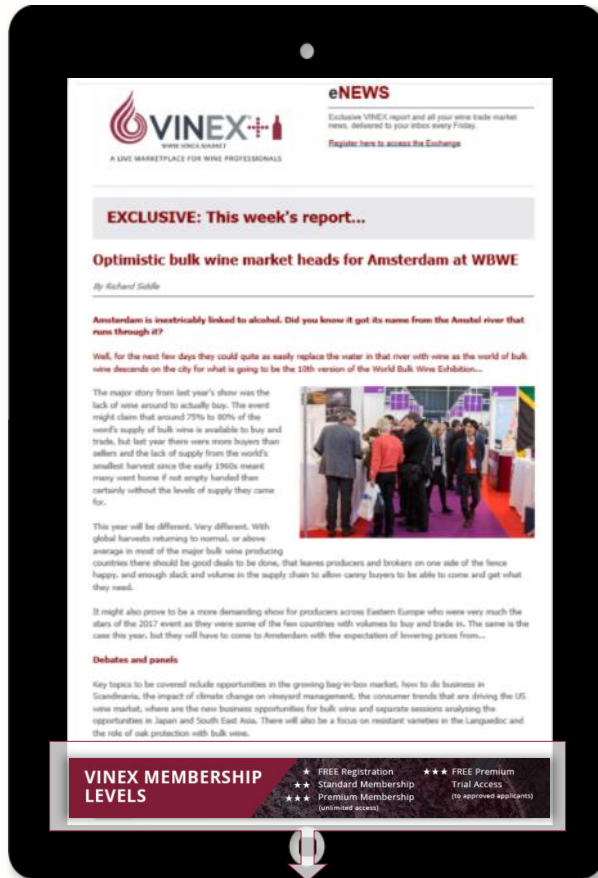 eNEWS
Exclusive VINEX report and all your wine trade market
news, delivered to your inbox every Friday.
Register here to access the Exchange
VINEX
WWW.VINEX.MARKET
A LIVE MARKETPLACE FOR WINE PROFESSIONALS
EXCLUSIVE: This week's report...
Optimistic bulk wine market heads for Amsterdam at WBWE
By Richard Siddle
Amsterdam is inextricably linked to alcohol. Did you know it got its name from the Amstel river that
runs through it?
Well, for the next few days they could quite as easily replace the water in that river with wine as the world of bulk
wine descends on the city for what is going to be the 10th version of the World Bulk Wine Exhibition...
The major story from last year's show was the
lack of wine around to actually buy. The event
might claim that around 75% to 80% of the
word's supply of bulk wine is available to buy and
trade, but last year there were more buyers than
sellers and the lack of supply from the world's
smallest harvest since the early 1960s meant
many went home if not empty handed then
certainly without the levels of supply they came
for.
This year will be different. Very different. With
global harvests returning to normal, or above
average in most of the major bulk wine producing
countries there should be good deals to be done, that leaves producers and brokers on one side of the fence
happy, and enough slack and volume in the supply chain to allow canny buyers to be able to come and get what
they need.
It might also prove to be a more demanding show for producers across Eastern Europe who were very much the
stars of the 2017 event as they were some of the few countries with volumes to buy and trade in. The same is the
case this year, but they will have to come to Amsterdam with the expectation of lowering prices from...
Debates and panels
Key topics to be covered nclude opportunities in the growing bag-in-box market, how to do business in
Scandinavia, the impact of climate change on vineyard management, the consumer trends that are driving the US
wine market, where are the new business opportunities for bulk wine and separate sessions analysing the
opportunities in Japan and South East Asia. There will also be a focus on resistant varieties in the Languedoc and
the role of oak protection with bulk wine.
VINEX MEMBERSHIP
LEVELS
★ FREE Registration
★★ Standard Membership
★★★ Premium Membership
(unlimited access)
★★★ FREE Premium
Trial Access
(to approved applicants)